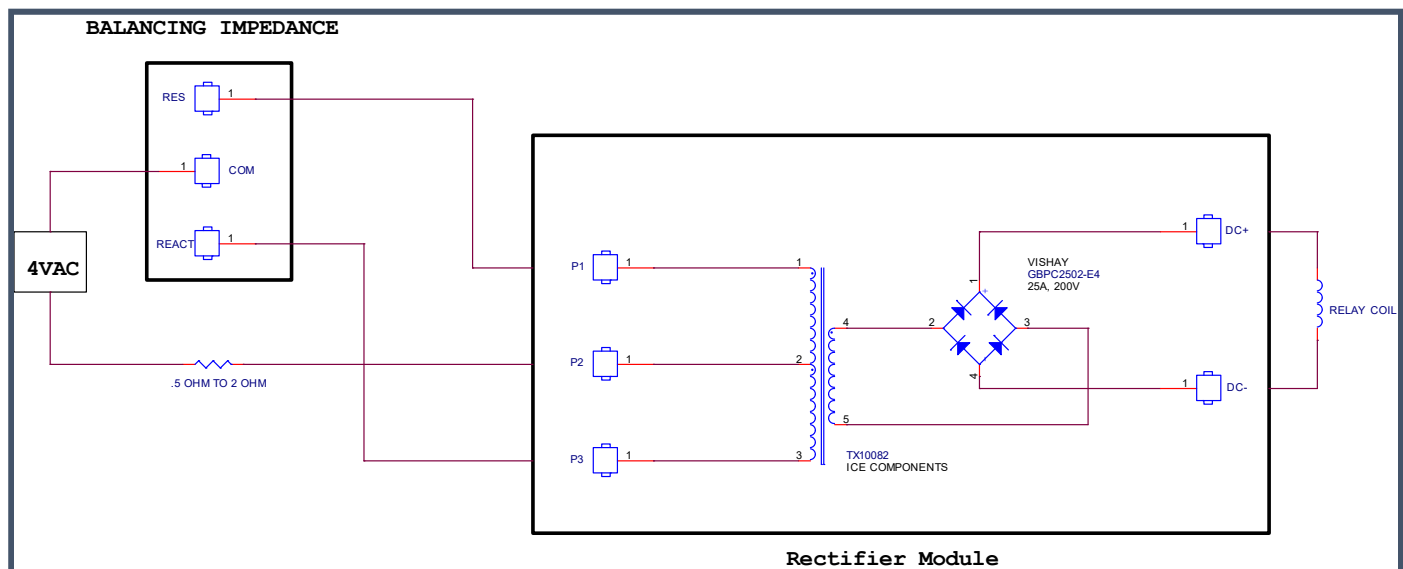 BALANCING IMPEDANCE
RES
1
1
COM
REACT
1
4VAC
.5 OHM TO 2 OHM
P1
1
1
P2
1
2
P3
1
3
4
5
TX10082
ICE COMPONENTS
VISHAY
GBPC2502-E4
25A, 200V
1
+
2
3
4
-
1
DC+
1
DC-
RELAY COIL
Rectifier Module